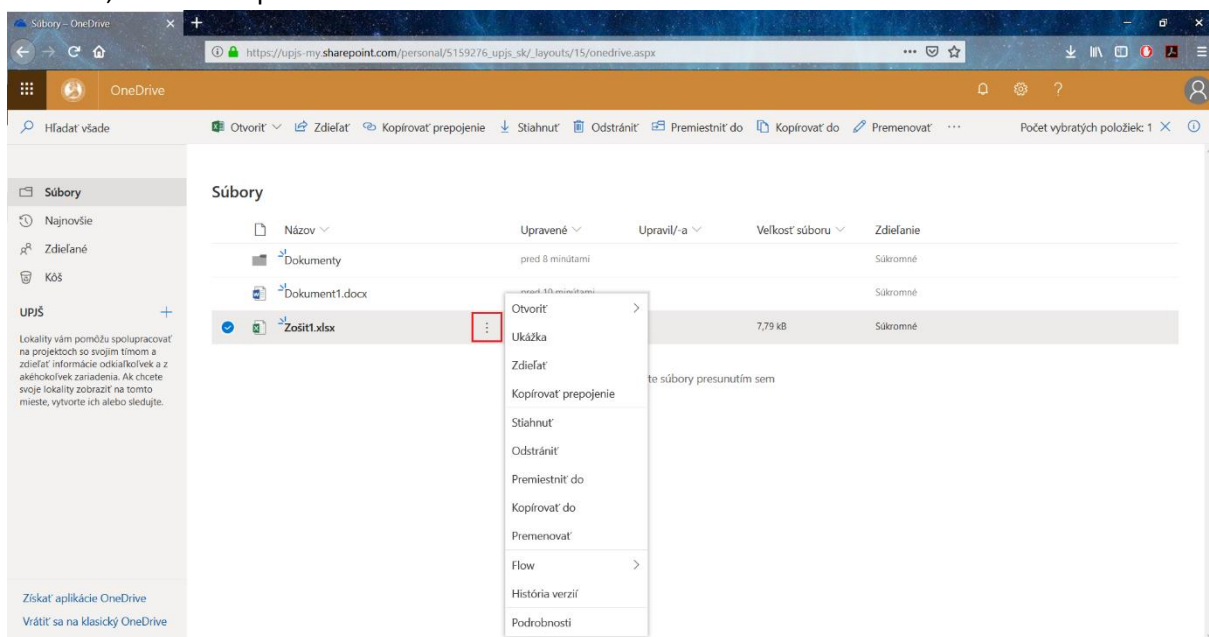 Súbory – OneDrive
https://upjs-my.sharepoint.com/personal/5159276_upjs_sk/_layouts/15/onedrive.aspx
OneDrive
Hľadať všade
Otvoriť Zdieľať Kopírovať prepojenie Stiahnuť Odstrániť Premiestniť do Kopírovať do Premenovať ... Počet vybratých položiek: 1
Súbory
Najnovšie
Zdieľané
Kôš
UPJŠ +
Lokality vám pomôžu spolupracovať
na projektoch so svojím tímom a
zdieľať informácie odkiaľkoľvek a z
akéhokoľvek zariadenia. Ak chcete
svoje lokality zobraziť na tomto
mieste, vytvorte ich alebo sledujte.
Získať aplikácie OneDrive
Vrátiť sa na klasický OneDrive
Súbory
Názov Upravené Upravil/-a Veľkosť súboru Zdieľanie
Dokumenty pred 8 minútami Súkromné
Dokument1.docx pred 10 minútami Súkromné
Zošit1.xlsx 7,79 kB Súkromné
te súbory presunutím sem
Otvoriť
Ukážka
Zdieľať
Kopírovať prepojenie
Stiahnuť
Odstrániť
Premiestniť do
Kopírovať do
Premenovať
Flow
História verzií
Podrobnosti